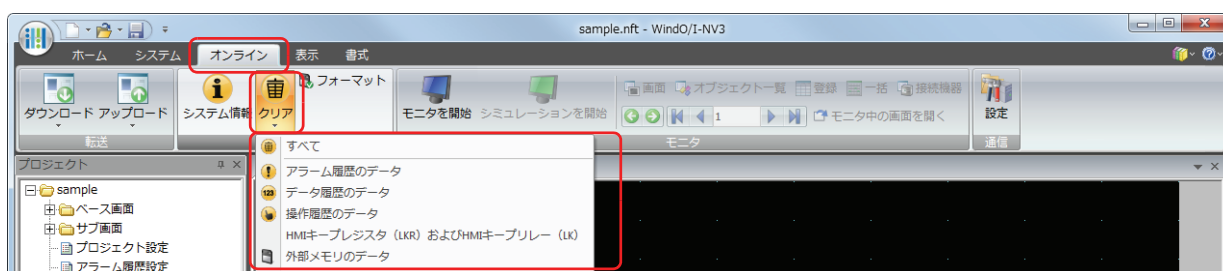 sample.nft - WindO/I-NV3
ホーム システム オンライン 表示 書式
ダウンロード アップロード システム情報 クリア フォーマット モニタを開始 シミュレーションを開始 画面 オブジェクト一覧 登録 一括 接続機器 設定
1 モニタ中の画面を開く
転送 モニタ 通信
すべて
アラーム履歴のデータ
データ履歴のデータ
操作履歴のデータ
HMIキープレジスタ（LKR）およびHMIキープリレー（LK）
外部メモリのデータ
プロジェクト
sample
ベース画面
サブ画面
プロジェクト設定
アラーム履歴設定